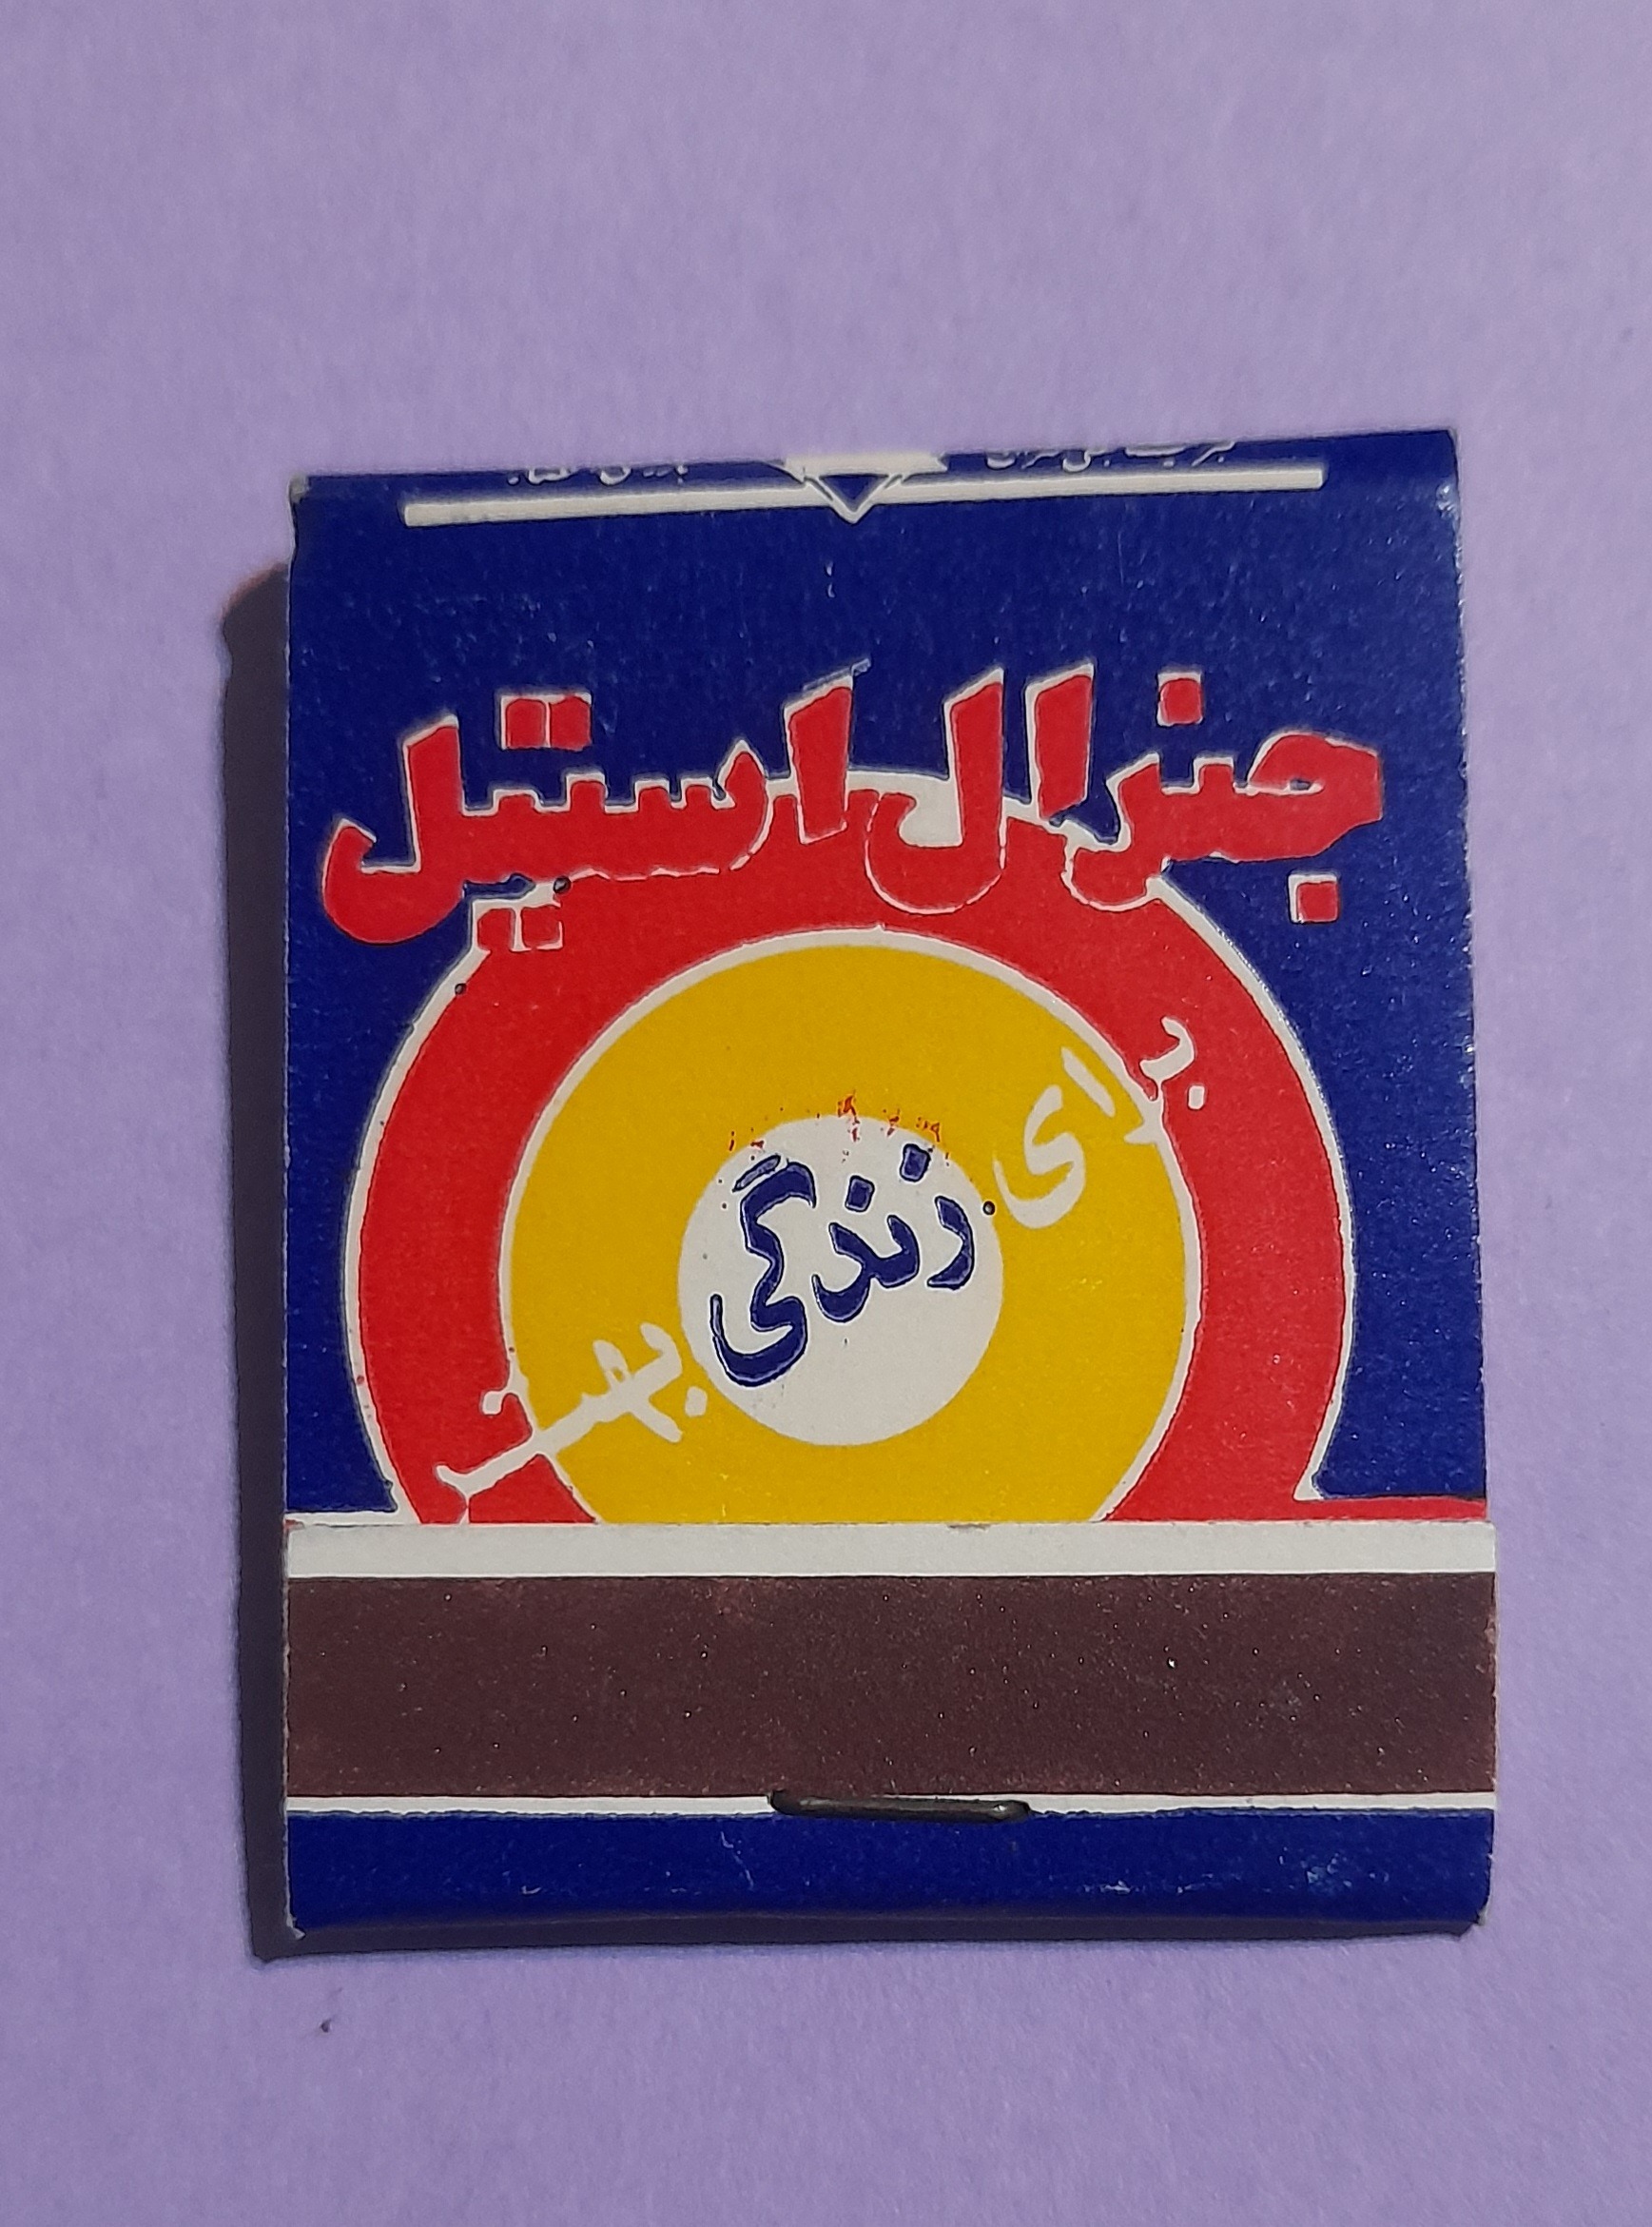 جنرال استیل
برای زندگی بهتر